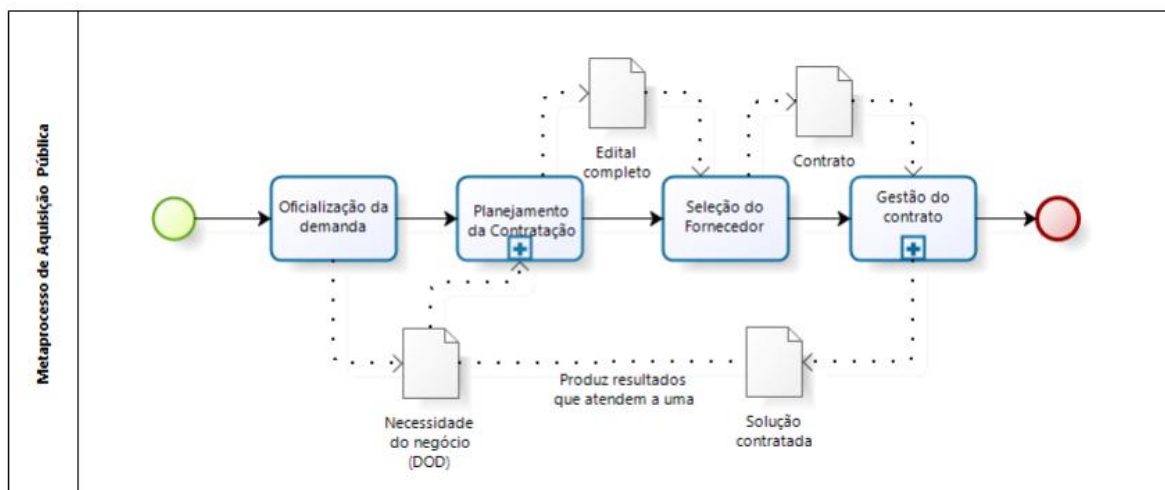 Metaprocesso de Aquisição Pública
Edital
completo
Contrato
Oficialização da
demanda
Planejamento
da Contratação
Seleção do
Fornecedor
Gestão do
contrato
Produz resultados
que atendem a uma
Necessidade
do negócio
(DOD)
Solução
contratada